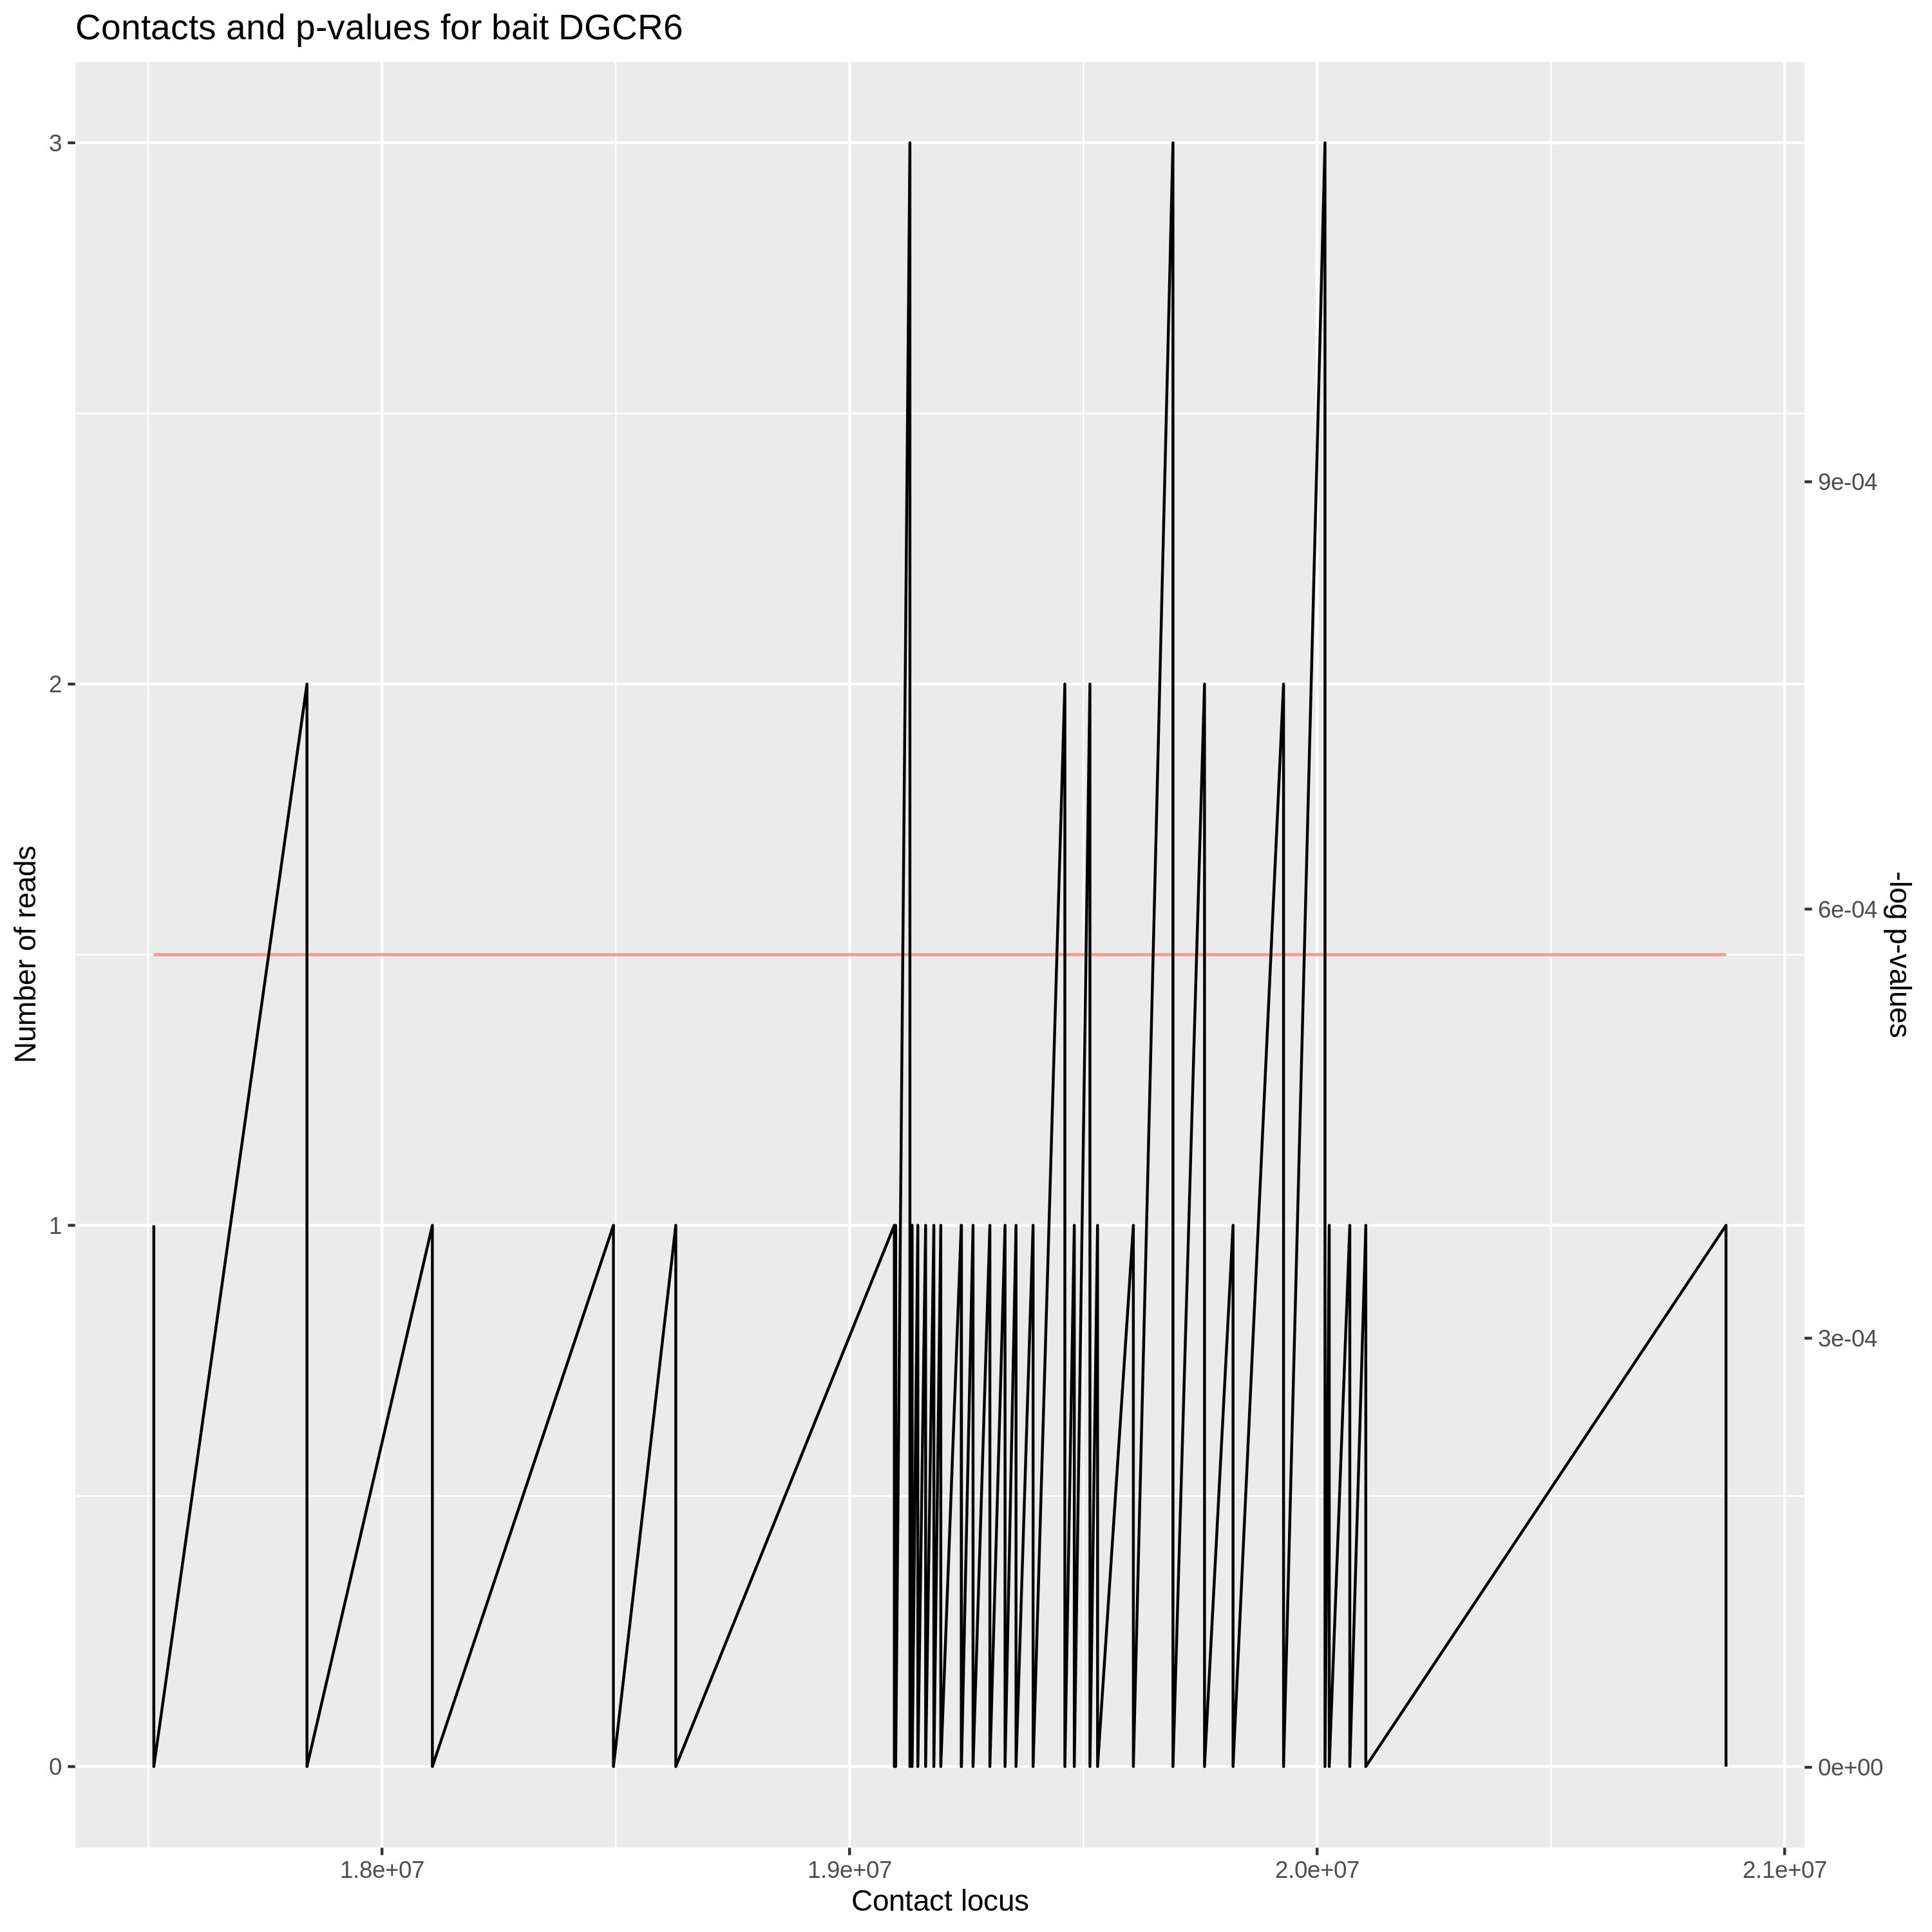 Contacts and p-values for bait DGCR6
3
2
1
0
Number of reads
9e-04
6e-04
3e-04
0e+00
-log p-values
1.8e+07
1.9e+07
2.0e+07
2.1e+07
Contact locus